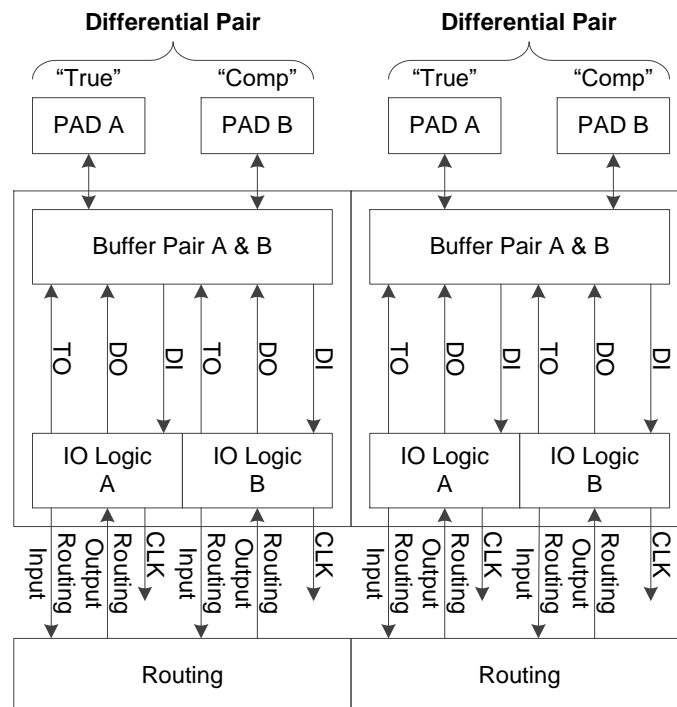 Differential Pair Differential Pair
“True” “Comp” “True” “Comp”
PAD A PAD B PAD A PAD B
Buffer Pair A & B Buffer Pair A & B
TO DO DI TO DO DI TO DO DI TO DO DI
IO Logic A IO Logic B IO Logic A IO Logic B
Routing Input
Routing Output
CLK
Routing Input
Routing Output
CLK
Routing Input
Routing Output
CLK
Routing Input
Routing Output
CLK
Routing Routing